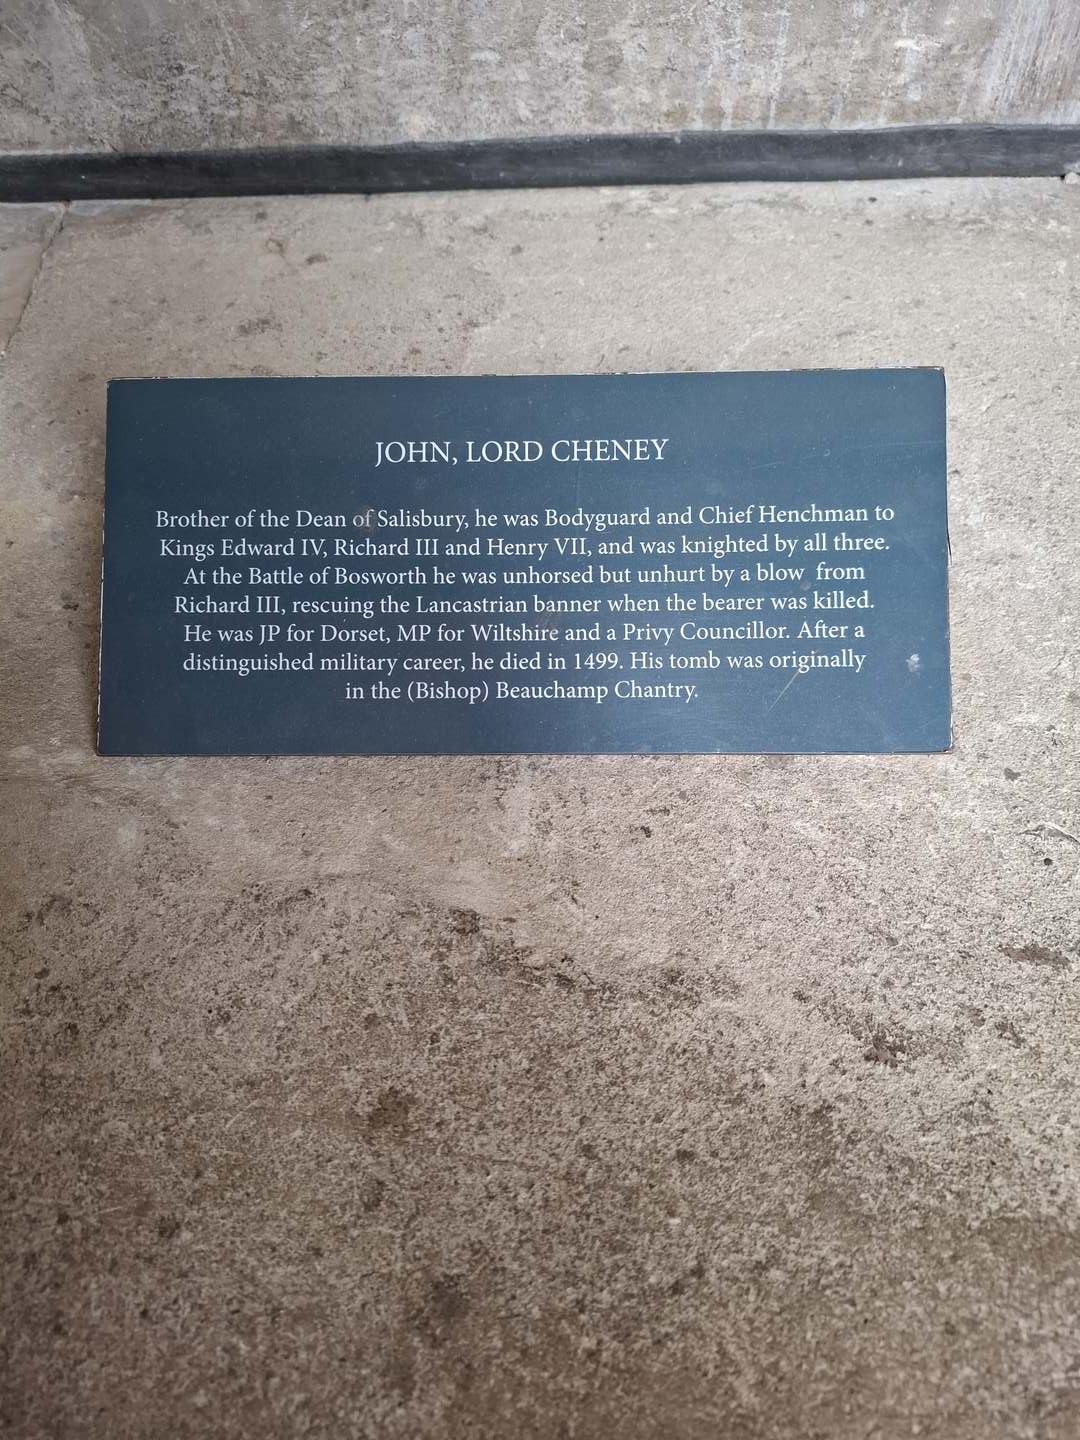 JOHN, LORD CHENEY
Brother of the Dean of Salisbury, he was Bodyguard and Chief Henchman to
Kings Edward IV, Richard III and Henry VII, and was knighted by all three.
At the Battle of Bosworth he was unhorsed but unhurt by a blow  from
Richard III, rescuing the Lancastrian banner when the bearer was killed.
He was JP for Dorset, MP for Wiltshire and a Privy Councillor. After a
distinguished military career, he died in 1499. His tomb was originally
in the (Bishop) Beauchamp Chantry.